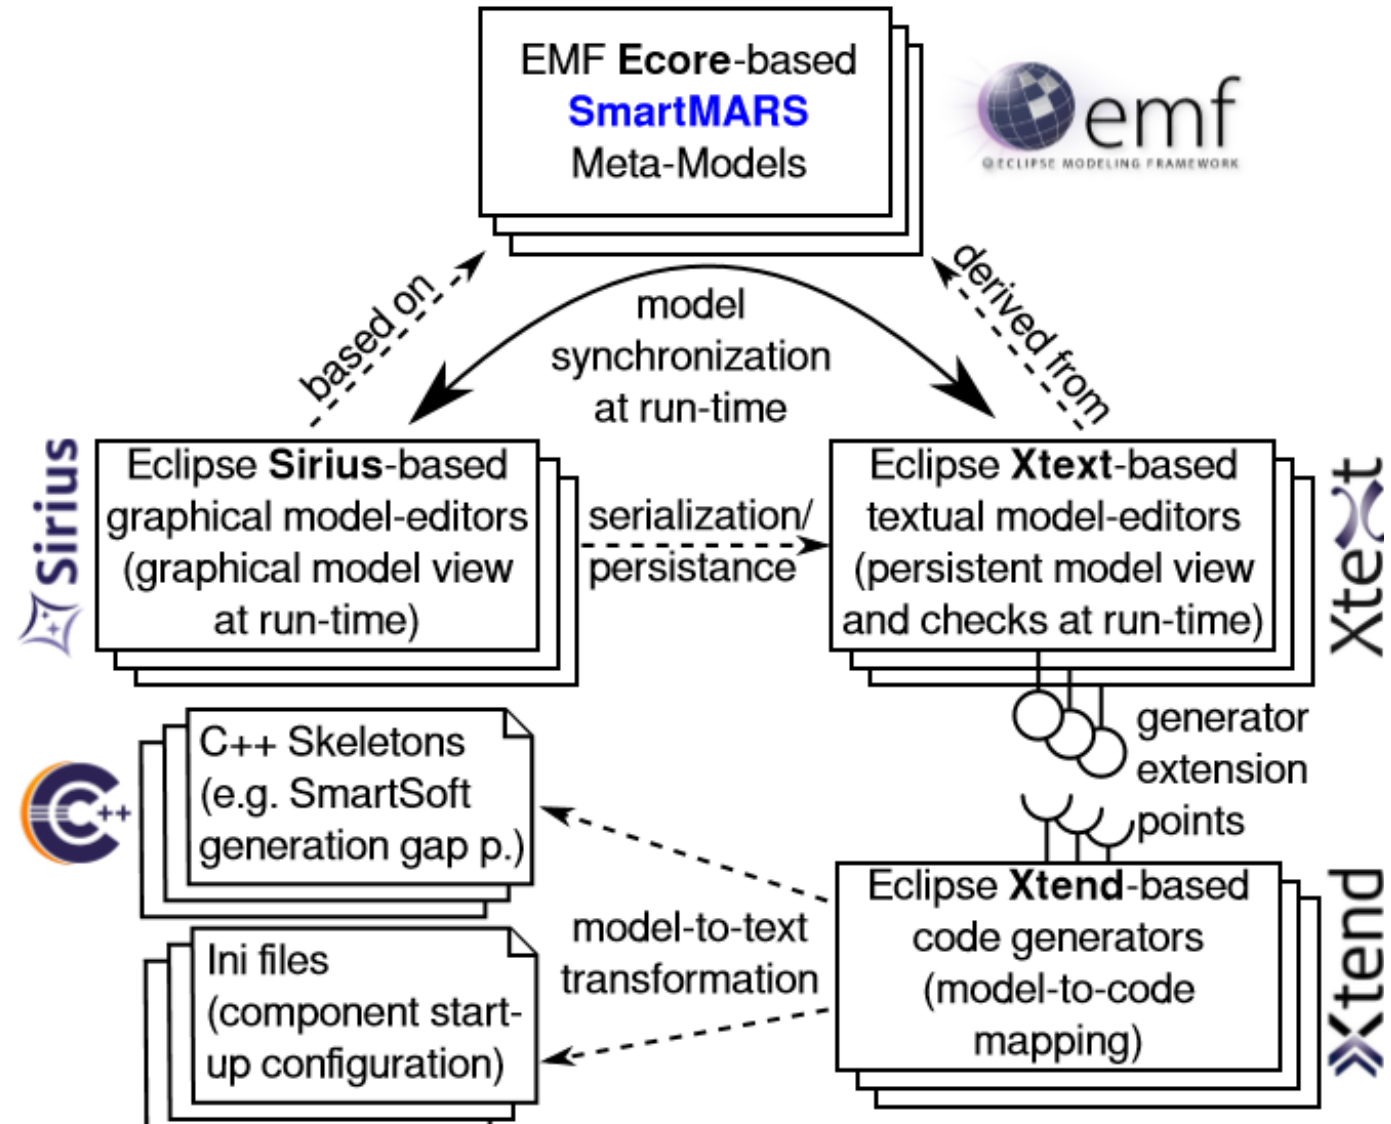 EMF Ecore-based
SmartMARS
Meta-Models
emf
@ECLIPSE MODELING FRAMEWORK
based on
model
synchronization
at run-time
derived from
Sirius
Eclipse Sirius-based
graphical model-editors
(graphical model view
at run-time)
serialization/
persistance
Eclipse Xtext-based
textual model-editors
(persistent model view
and checks at run-time)
Xtext
generator
extension
points
C++
C++ Skeletons
(e.g. SmartSoft
generation gap p.)
Ini files
(component start-
up configuration)
model-to-text
transformation
Eclipse Xtend-based
code generators
(model-to-code
mapping)
Xtend